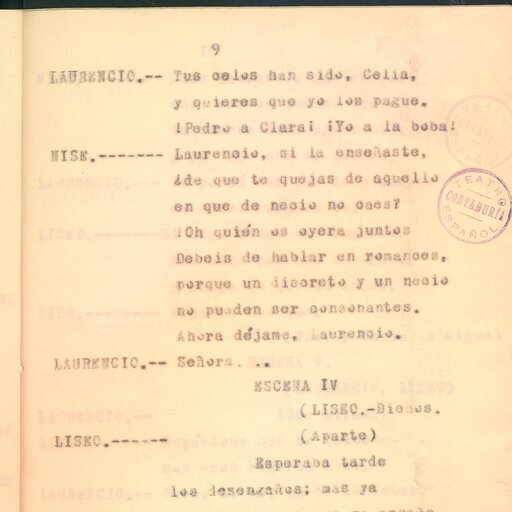 9
LAURENCIO.-- Tus celos han sido, Celia,
y quieres que yo los pague.
¡Pedro a Clara! ¡Yo a la boba!
NISE.------- Laurencio, si la enseñaste,
¿de que te quejas de aquello
en que de necio no caes?
¡Oh quién os oyera juntos
Debeis de hablar en romances,
porque un discreto y un necio
no pueden ser consonantes.
Ahora déjame, Laurencio.
LAURENCIO.-- Señora. ..
ESCENA IV
(LISEO.-Dichos.
LISEO.------ (Aparte)
Esperaba tarde
los desengaños; mas ya
TEATRO ESPAÑOL
CONTADURÍA